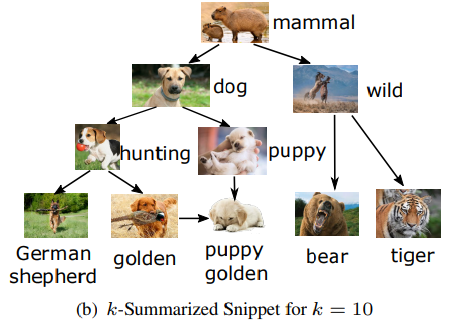 mammal
dog
wild
hunting
puppy
German
shepherd
golden
puppy
golden
bear
tiger
(b) k-Summarized Snippet for k = 10